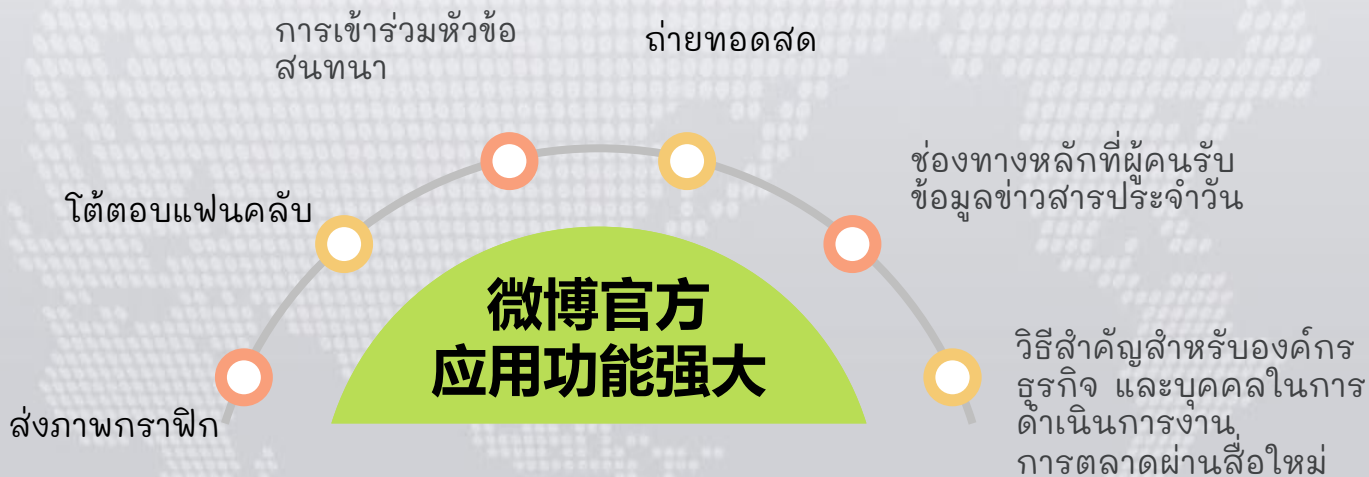 การเข้าร่วมหัวข้อ
สนทนา
ถ่ายทอดสด
ช่องทางหลักที่ผู้คนรับ
ข้อมูลข่าวสารประจำวัน
โต้ตอบแฟนคลับ
微博官方
应用功能强大
วิธีสำคัญสำหรับองค์กร
ธุรกิจ และบุคคลในการ
ดำเนินการงาน
การตลาดผ่านสื่อใหม่
ส่งภาพกราฟิก